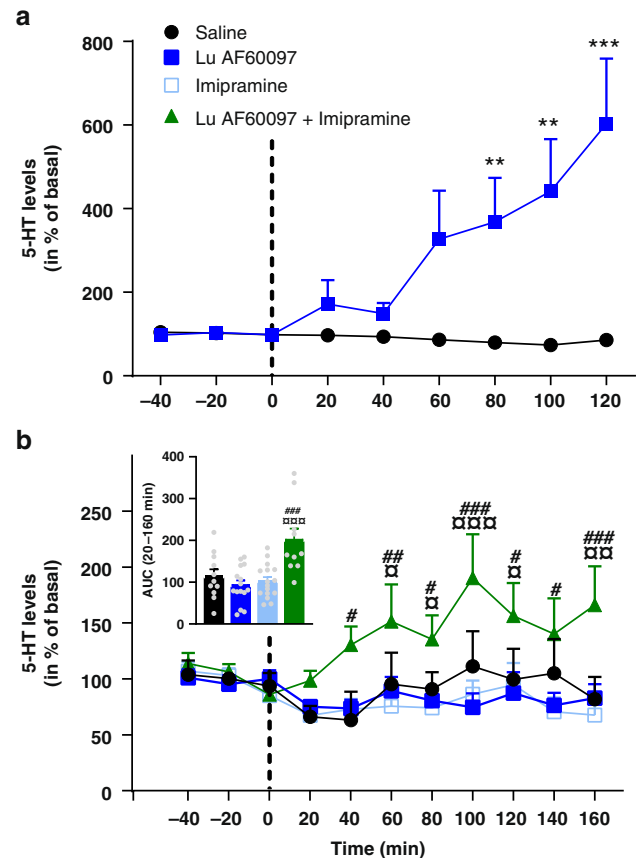 a
Saline
Lu AF60097
Imipramine
Lu AF60097 + Imipramine
5-HT levels
(in % of basal)
800
600
400
200
0
** ** ***
–40 –20 0 20 40 60 80 100 120
b
5-HT levels
(in % of basal)
250
200
150
100
50
0
AUC (20–160 min)
400
300
200
100
0
###
¤¤¤
#
##
¤
#
¤
###
¤¤¤
#
¤
#
###
¤¤
–40 –20 0 20 40 60 80 100 120 140 160
Time (min)